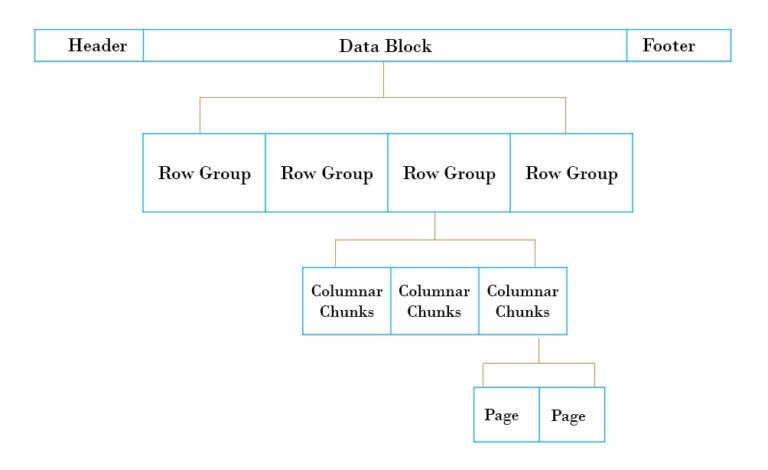 Header Data Block Footer
Row Group Row Group Row Group Row Group
Columnar Columnar Columnar
Chunks Chunks Chunks
Page Page